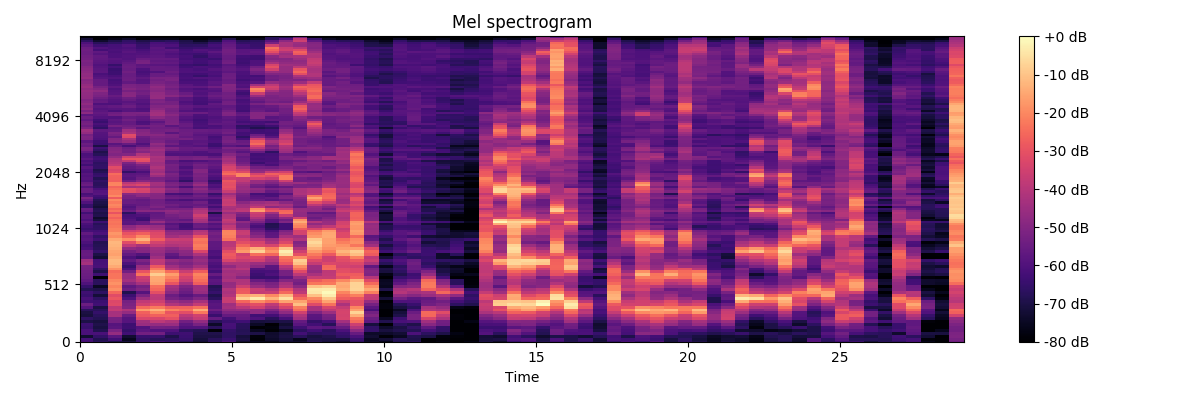 Mel spectrogram
8192
4096
2048
1024
512
0
Hz
0 5 10 15 20 25
Time
+0 dB
-10 dB
-20 dB
-30 dB
-40 dB
-50 dB
-60 dB
-70 dB
-80 dB